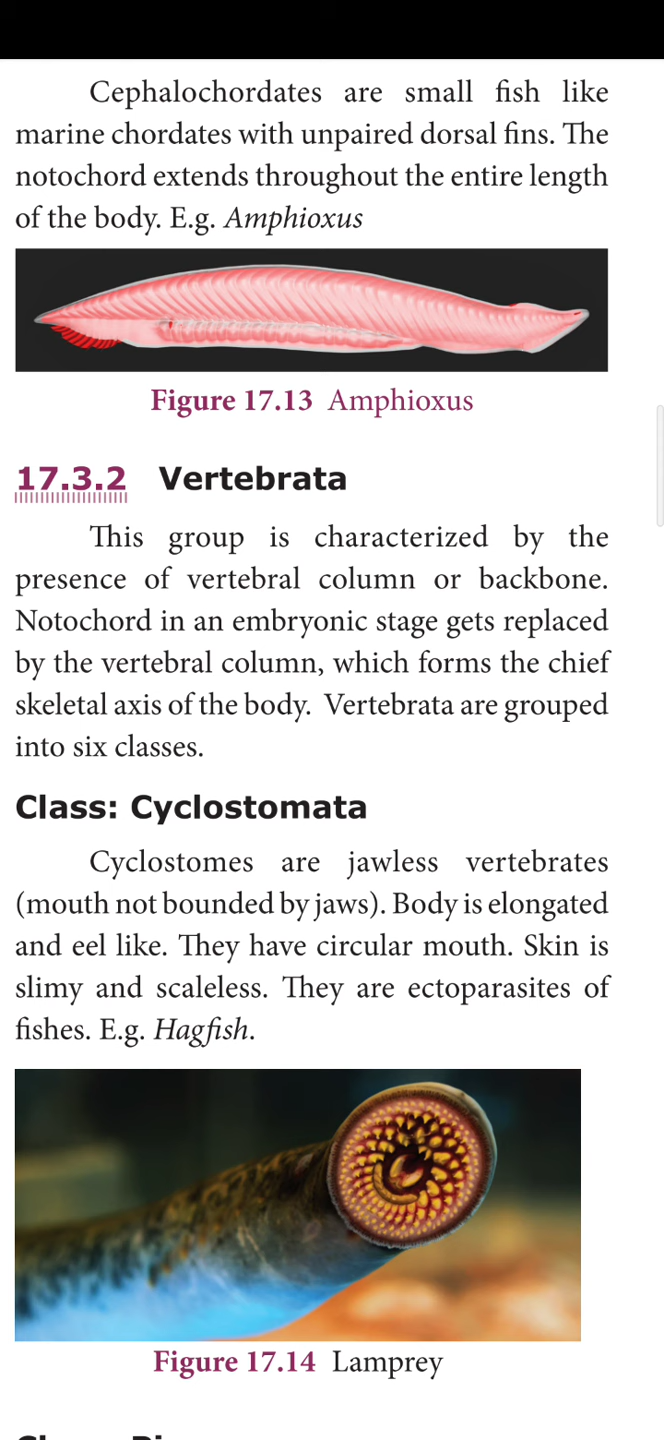 Cephalochordates are small fish like
marine chordates with unpaired dorsal fins. The
notochord extends throughout the entire length
of the body. E.g. Amphioxus
Figure 17.13 Amphioxus
17.3.2 Vertebrata
This group is characterized by the
presence of vertebral column or backbone.
Notochord in an embryonic stage gets replaced
by the vertebral column, which forms the chief
skeletal axis of the body. Vertebrata are grouped
into six classes.
Class: Cyclostomata
Cyclostomes are jawless vertebrates
(mouth not bounded by jaws). Body is elongated
and eel like. They have circular mouth. Skin is
slimy and scaleless. They are ectoparasites of
fishes. E.g. Hagfish.
Figure 17.14 Lamprey